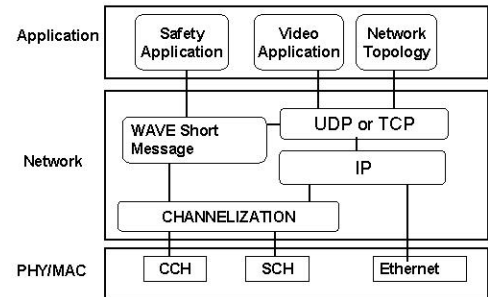 Application
Safety
Application
Video
Application
Network
Topology
Network
WAVE Short
Message
UDP or TCP
IP
CHANNELIZATION
PHY/MAC
CCH
SCH
Ethernet